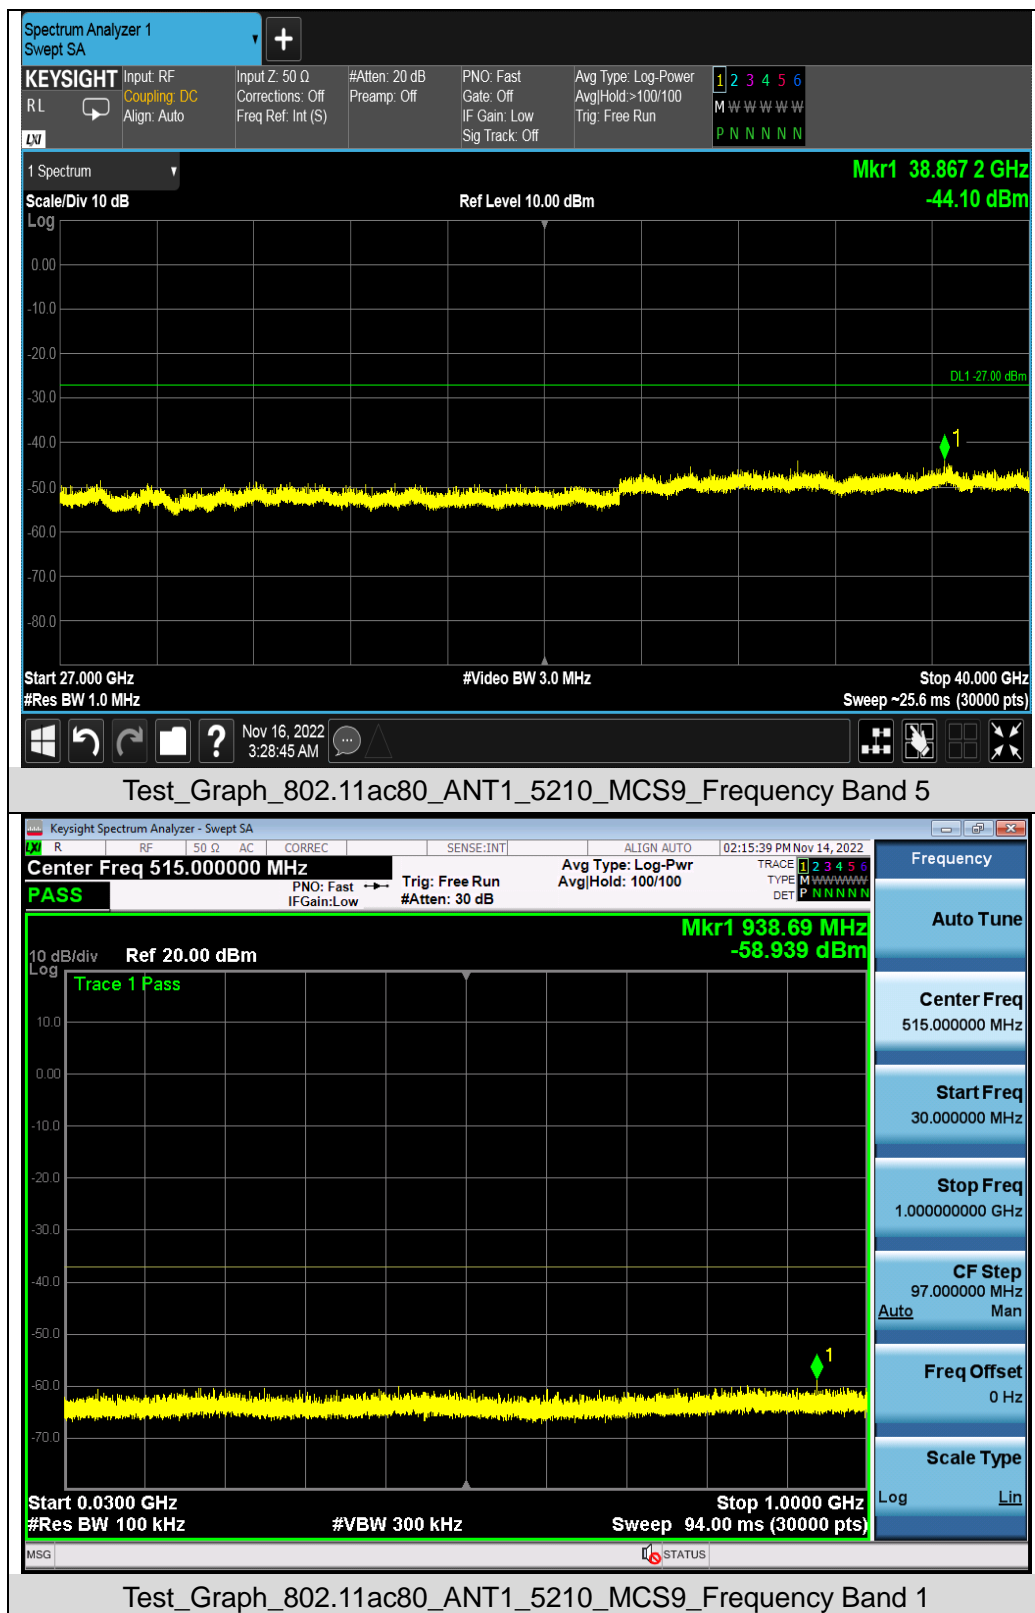 Spectrum Analyzer 1
Swept SA
KEYSIGHT
RL
LXI
Input: RF
Coupling: DC
Align: Auto
Input Z: 50 Ω
Corrections: Off
Freq Ref: Int (S)
#Atten: 20 dB
Preamp: Off
PNO: Fast
Gate: Off
IF Gain: Low
Sig Track: Off
Avg Type: Log-Power
Avg|Hold:>100/100
Trig: Free Run
1 2 3 4 5 6
M W W W W W
P N N N N N
1 Spectrum
Mkr1 38.867 2 GHz
-44.10 dBm
Scale/Div 10 dB
Ref Level 10.00 dBm
Log
0.00
-10.0
-20.0
DL1 -27.00 dBm
-30.0
-40.0
1
-50.0
-60.0
-70.0
-80.0
Start 27.000 GHz
#Video BW 3.0 MHz
Stop 40.000 GHz
#Res BW 1.0 MHz
Sweep ~25.6 ms (30000 pts)
?
Nov 16, 2022
3:28:45 AM
Test_Graph_802.11ac80_ANT1_5210_MCS9_Frequency Band 5
Keysight Spectrum Analyzer - Swept SA
LXI R RF 50 Ω AC CORREC SENSE:INT ALIGN AUTO 02:15:39 PM Nov 14, 2022
Center Freq 515.000000 MHz
PASS
PNO: Fast
IFGain:Low
Trig: Free Run
#Atten: 30 dB
Avg Type: Log-Pwr
Avg|Hold: 100/100
TRACE 1 2 3 4 5 6
TYPE M W W W W W
DET P N N N N N
Mkr1 938.69 MHz
-58.939 dBm
10 dB/div Ref 20.00 dBm
Log
Trace 1 Pass
10.0
0.00
-10.0
-20.0
-30.0
-40.0
-50.0
1
-60.0
-70.0
Start 0.0300 GHz
Stop 1.0000 GHz
#Res BW 100 kHz
#VBW 300 kHz
Sweep 94.00 ms (30000 pts)
MSG
STATUS
Frequency
Auto Tune
Center Freq
515.000000 MHz
Start Freq
30.000000 MHz
Stop Freq
1.000000000 GHz
CF Step
97.000000 MHz
Auto Man
Freq Offset
0 Hz
Scale Type
Log Lin
Test_Graph_802.11ac80_ANT1_5210_MCS9_Frequency Band 1